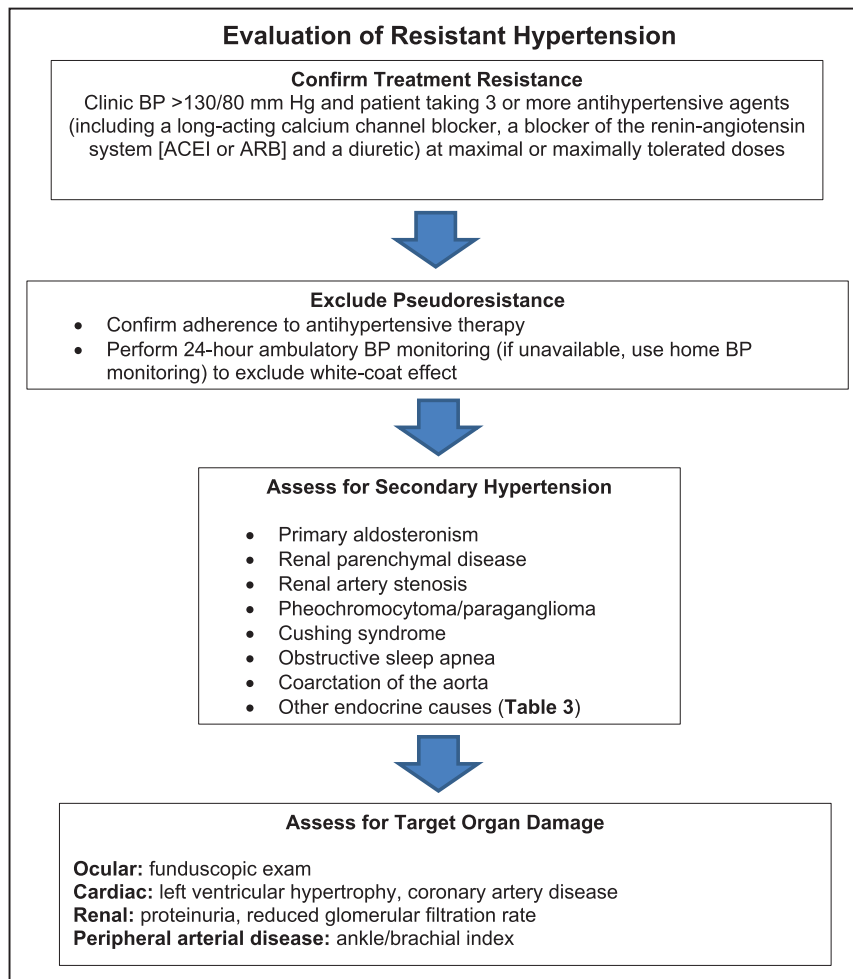 Evaluation of Resistant Hypertension
Confirm Treatment Resistance
Clinic BP >130/80 mm Hg and patient taking 3 or more antihypertensive agents
(including a long-acting calcium channel blocker, a blocker of the renin-angiotensin
system [ACEI or ARB] and a diuretic) at maximal or maximally tolerated doses
Exclude Pseudoresistance
• Confirm adherence to antihypertensive therapy
• Perform 24-hour ambulatory BP monitoring (if unavailable, use home BP
monitoring) to exclude white-coat effect
Assess for Secondary Hypertension
• Primary aldosteronism
• Renal parenchymal disease
• Renal artery stenosis
• Pheochromocytoma/paraganglioma
• Cushing syndrome
• Obstructive sleep apnea
• Coarctation of the aorta
• Other endocrine causes (Table 3)
Assess for Target Organ Damage
Ocular: funduscopic exam
Cardiac: left ventricular hypertrophy, coronary artery disease
Renal: proteinuria, reduced glomerular filtration rate
Peripheral arterial disease: ankle/brachial index